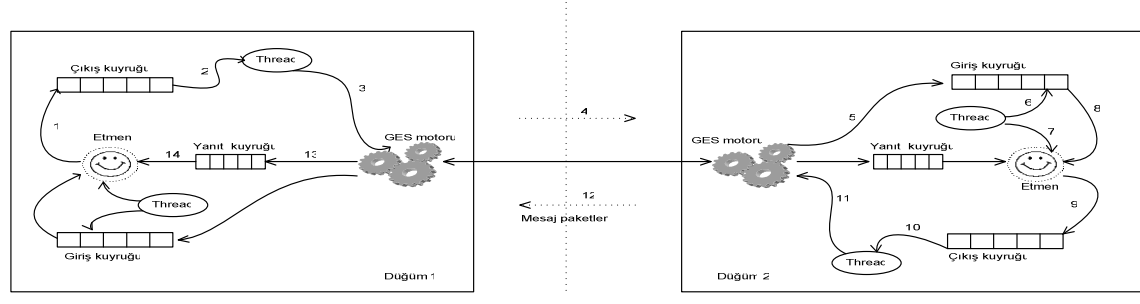 Çıkış kuyruğu
2
Threac
3
1
Etmen
GES motoru
14
Yanıt kuyruğu
13
Threac
Giriş kuyruğu
Düğüm 1
4
12
Mesaj paketler
Giriş kuyruğu
5
6
8
Threac
7
GES motoru
Yanıt kuyruğu
Etmen
9
11
10
Threac
Çıkış kuyruğu
Düğüm 2